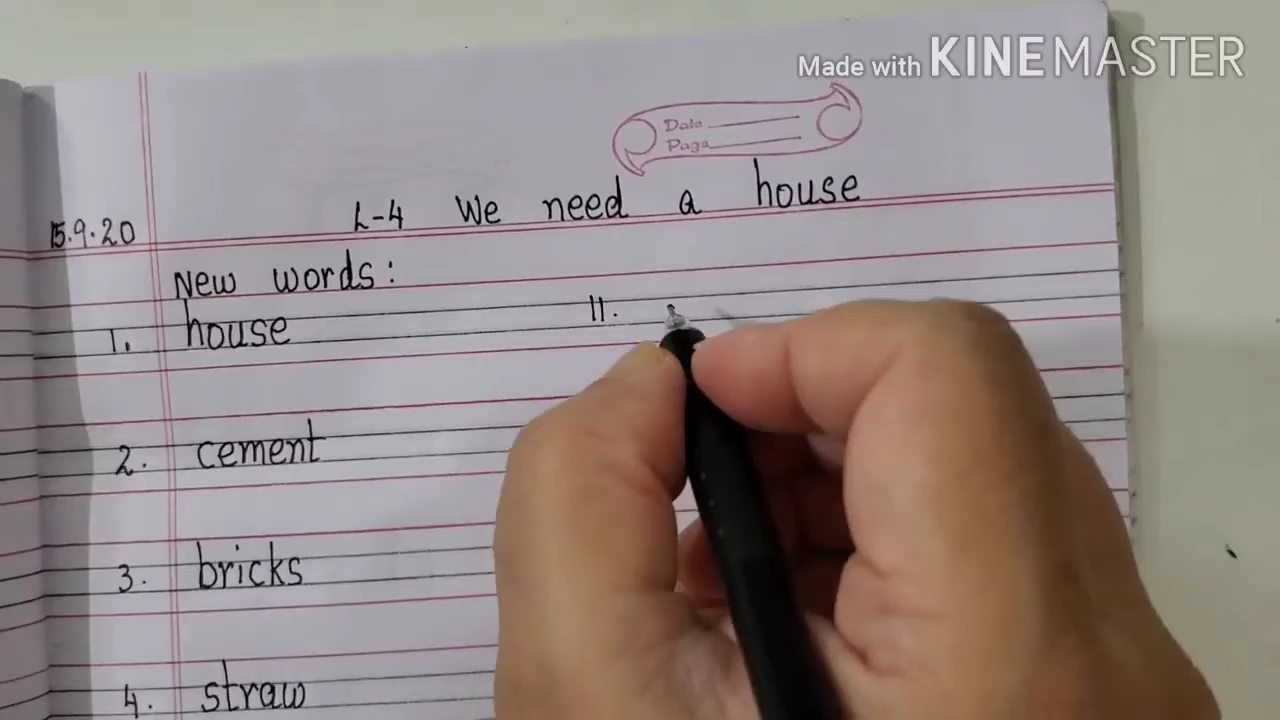 Made with KINEMASTER
Date
Page
L-4 We need a house
15.9.20
New words:
1. house
11.
2. cement
3. bricks
4. straw